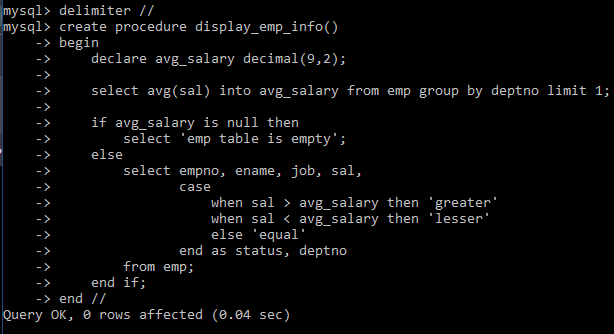 mysql> delimiter //
mysql> create procedure display_emp_info()
    -> begin
    ->     declare avg_salary decimal(9,2);
    ->
    ->     select avg(sal) into avg_salary from emp group by deptno limit 1;
    ->
    ->     if avg_salary is null then
    ->         select 'emp table is empty';
    ->     else
    ->         select empno, ename, job, sal,
    ->                case
    ->                    when sal > avg_salary then 'greater'
    ->                    when sal < avg_salary then 'lesser'
    ->                    else 'equal'
    ->                end as status, deptno
    ->         from emp;
    ->     end if;
    -> end //
Query OK, 0 rows affected (0.04 sec)